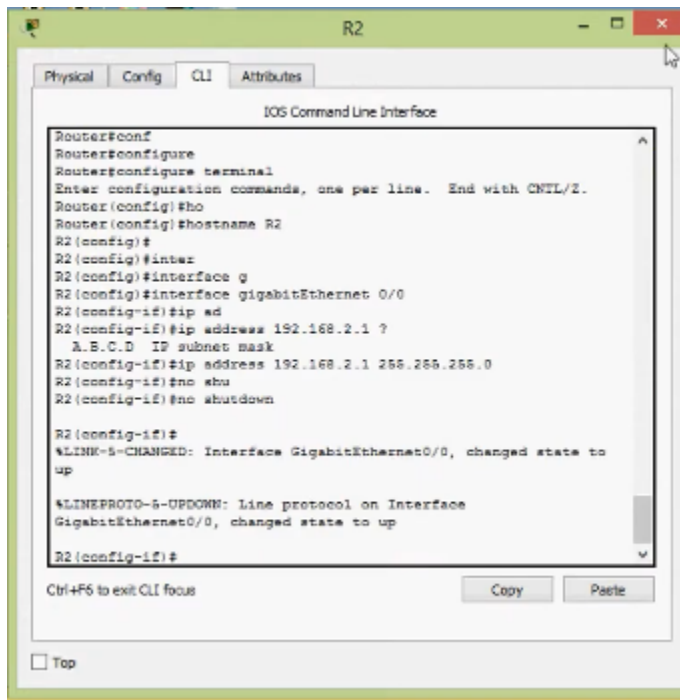 R2
Physical Config CLI Attributes
IOS Command Line Interface
Router#conf
Router#configure
Router#configure terminal
Enter configuration commands, one per line. End with CNTL/Z.
Router(config)#ho
Router(config)#hostname R2
R2(config)#
R2(config)#inter
R2(config)#interface g
R2(config)#interface gigabitEthernet 0/0
R2(config-if)#ip ad
R2(config-if)#ip address 192.168.2.1 ?
A.B.C.D IP subnet mask
R2(config-if)#ip address 192.168.2.1 255.255.255.0
R2(config-if)#no shu
R2(config-if)#no shutdown
R2(config-if)#
%LINK-5-CHANGED: Interface GigabitEthernet0/0, changed state to
up
%LINEPROTO-5-UPDOWN: Line protocol on Interface
GigabitEthernet0/0, changed state to up
R2(config-if)#
Ctrl+F6 to exit CLI focus
Copy Paste
Top